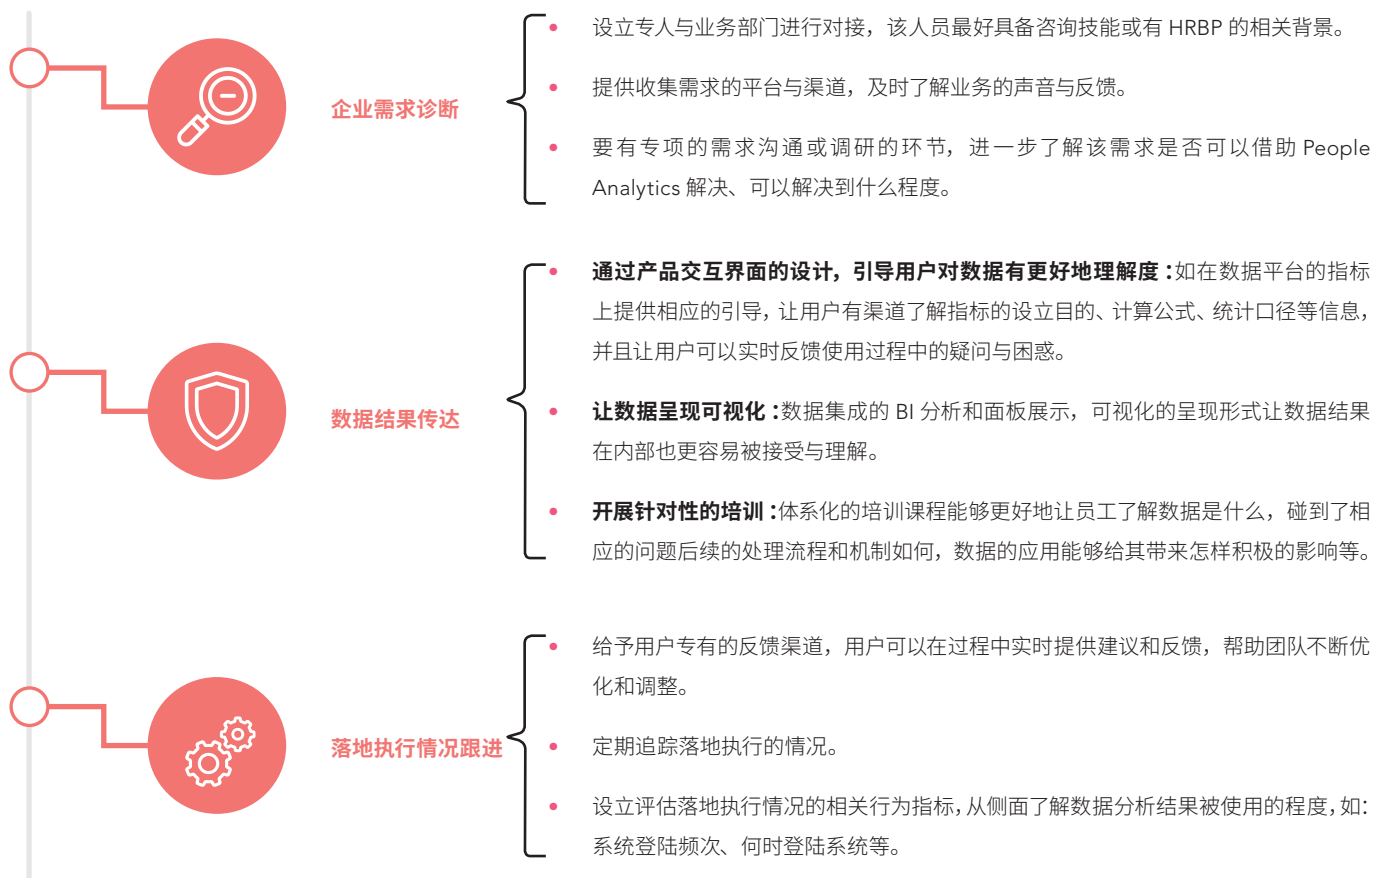 企业需求诊断
设立专人与业务部门进行对接，该人员最好具备咨询技能或有 HRBP 的相关背景。
提供收集需求的平台与渠道，及时了解业务的声音与反馈。
要有专项的需求沟通或调研的环节，进一步了解该需求是否可以借助 People
Analytics 解决、可以解决到什么程度。
数据结果传达
通过产品交互界面的设计，引导用户对数据有更好地理解度：如在数据平台的指标
上提供相应的引导，让用户有渠道了解指标的设立目的、计算公式、统计口径等信息，
并且让用户可以实时反馈使用过程中的疑问与困惑。
让数据呈现可视化：数据集成的 BI 分析和面板展示，可视化的呈现形式让数据结果
在内部也更容易被接受与理解。
开展针对性的培训：体系化的培训课程能够更好地让员工了解数据是什么，碰到了相
应的问题后续的处理流程和机制如何，数据的应用能够给其带来怎样积极的影响等。
落地执行情况跟进
给予用户专有的反馈渠道，用户可以在过程中实时提供建议和反馈，帮助团队不断优
化和调整。
定期追踪落地执行的情况。
设立评估落地执行情况的相关行为指标，从侧面了解数据分析结果被使用的程度，如：
系统登陆频次、何时登陆系统等。